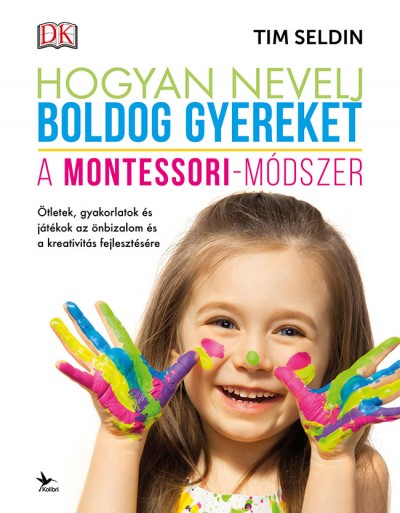 DK
TIM SELDIN
HOGYAN NEVELJ
BOLDOG GYEREKET
A MONTESSORI-MÓDSZER
Ötletek, gyakorlatok és
játékok az önbizalom és
a kreativitás fejlesztésére
Kolibri